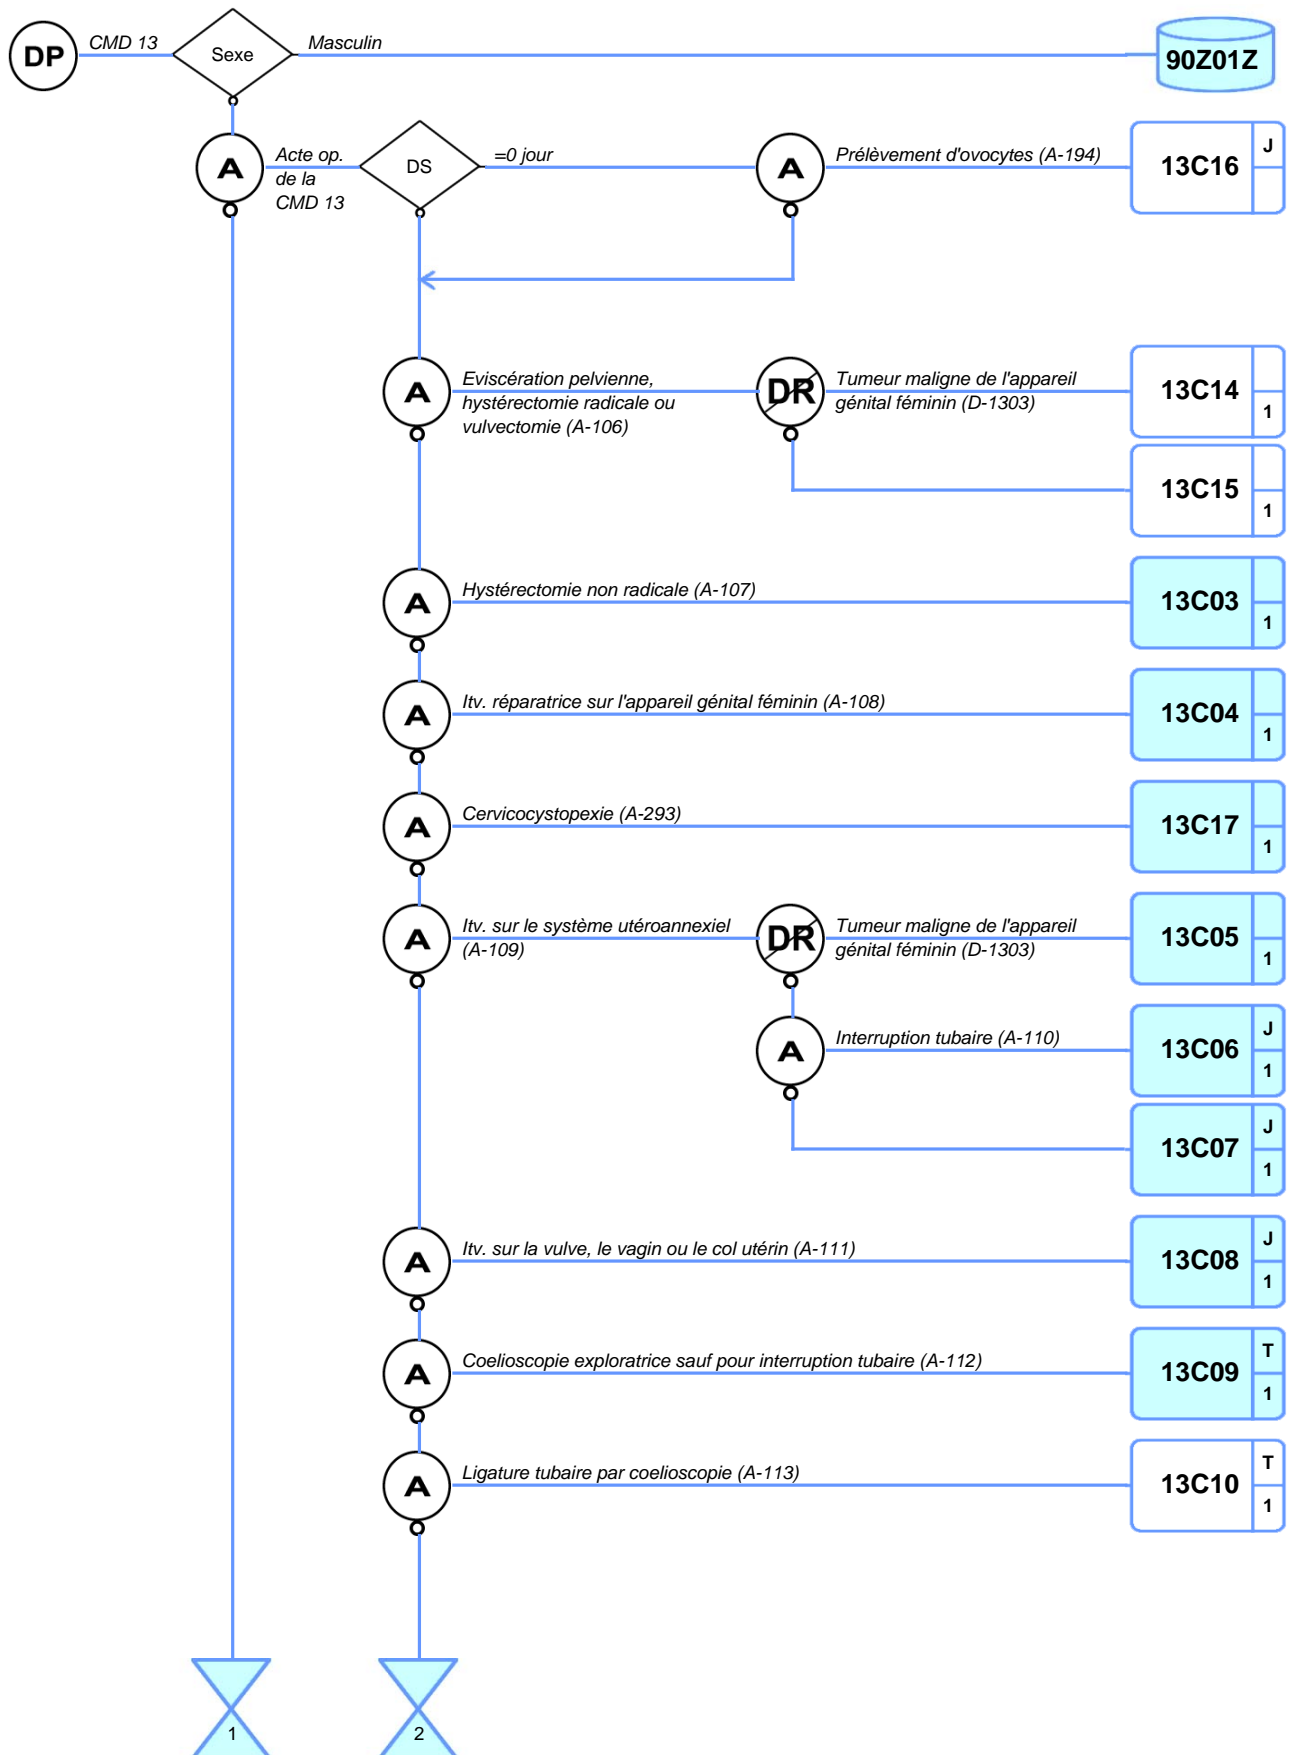 DP
CMD 13
Sexe
Masculin
90Z01Z
A
Acte op.
de la
CMD 13
DS
=0 jour
A
Prélèvement d'ovocytes (A-194)
13C16
J
A
Eviscération pelvienne,
hystérectomie radicale ou
vulvectomie (A-106)
DR
Tumeur maligne de l'appareil
génital féminin (D-1303)
13C14
1
13C15
1
A
Hystérectomie non radicale (A-107)
13C03
1
A
Itv. réparatrice sur l'appareil génital féminin (A-108)
13C04
1
A
Cervicocystopexie (A-293)
13C17
1
A
Itv. sur le système utéroannexiel
(A-109)
DR
Tumeur maligne de l'appareil
génital féminin (D-1303)
13C05
1
A
Interruption tubaire (A-110)
13C06
J
1
13C07
J
1
A
Itv. sur la vulve, le vagin ou le col utérin (A-111)
13C08
J
1
A
Coelioscopie exploratrice sauf pour interruption tubaire (A-112)
13C09
T
1
A
Ligature tubaire par coelioscopie (A-113)
13C10
T
1
1
2